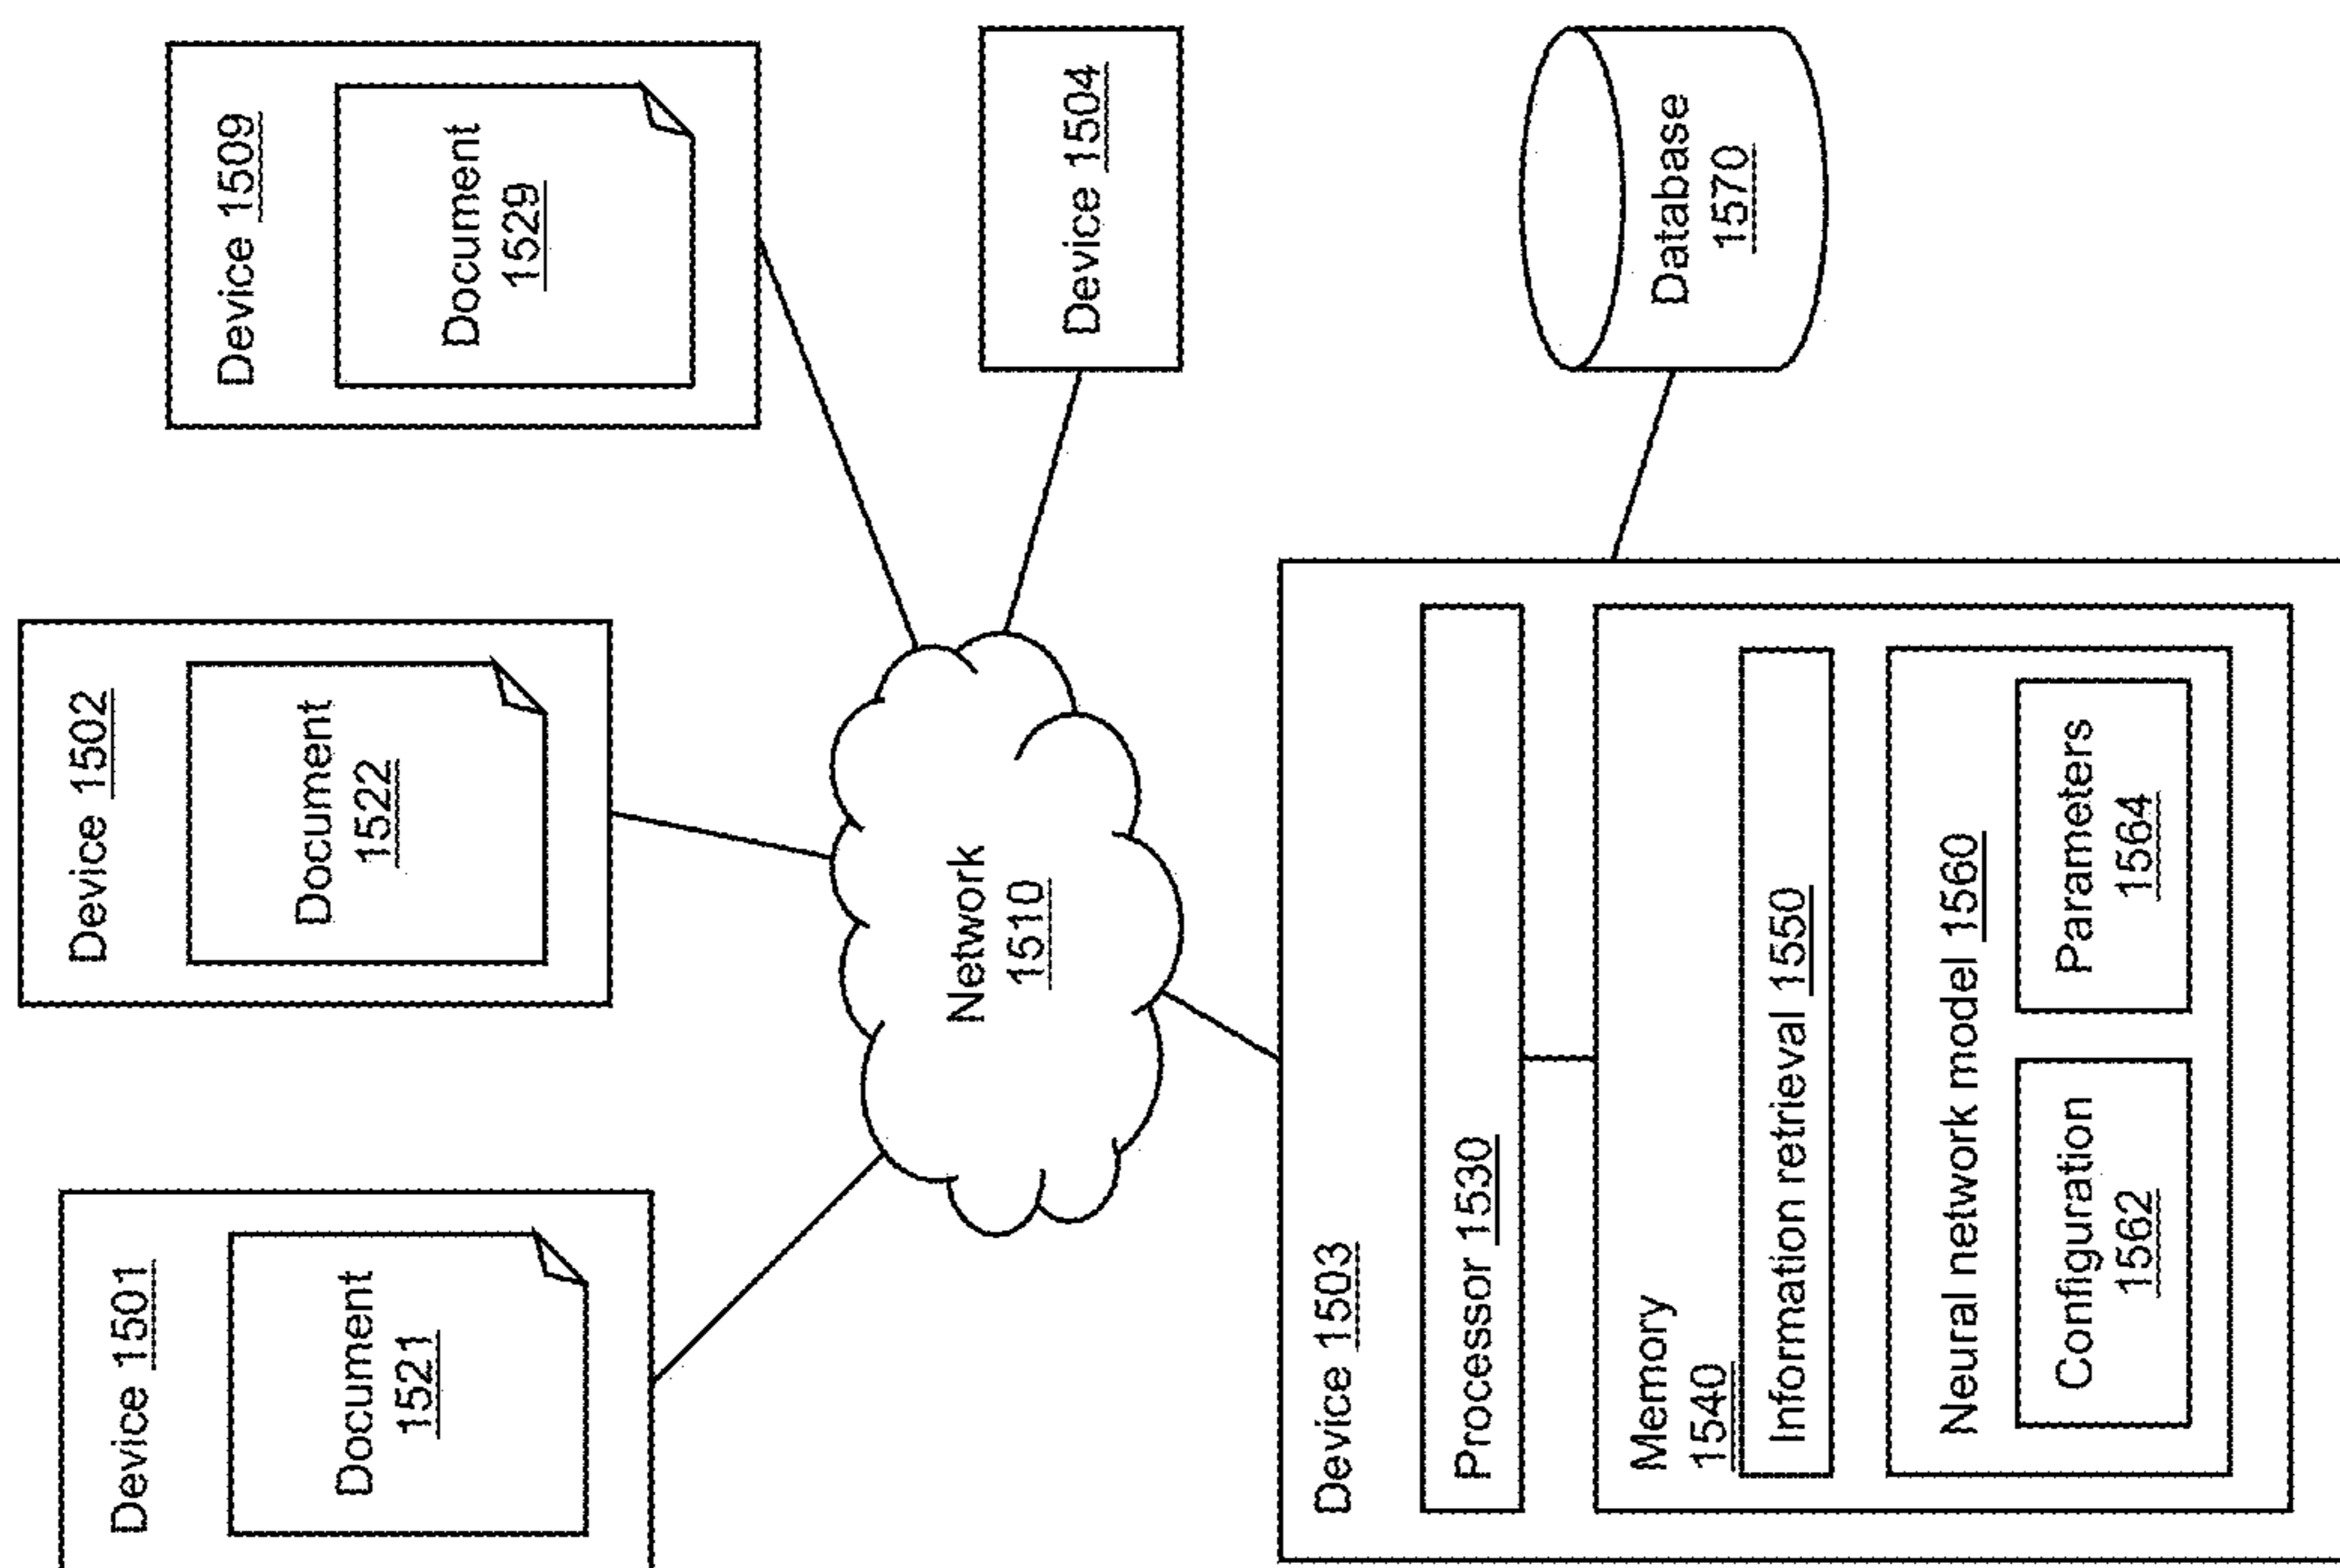 Device 1501
Document
1521
Device 1502
Document
1522
Device 1509
Document
1529
Network
1510
Device 1504
Device 1503
Processor 1530
Memory
1540
Information retrieval 1550
Neural network model 1560
Configuration
1562
Parameters
1564
Database
1570